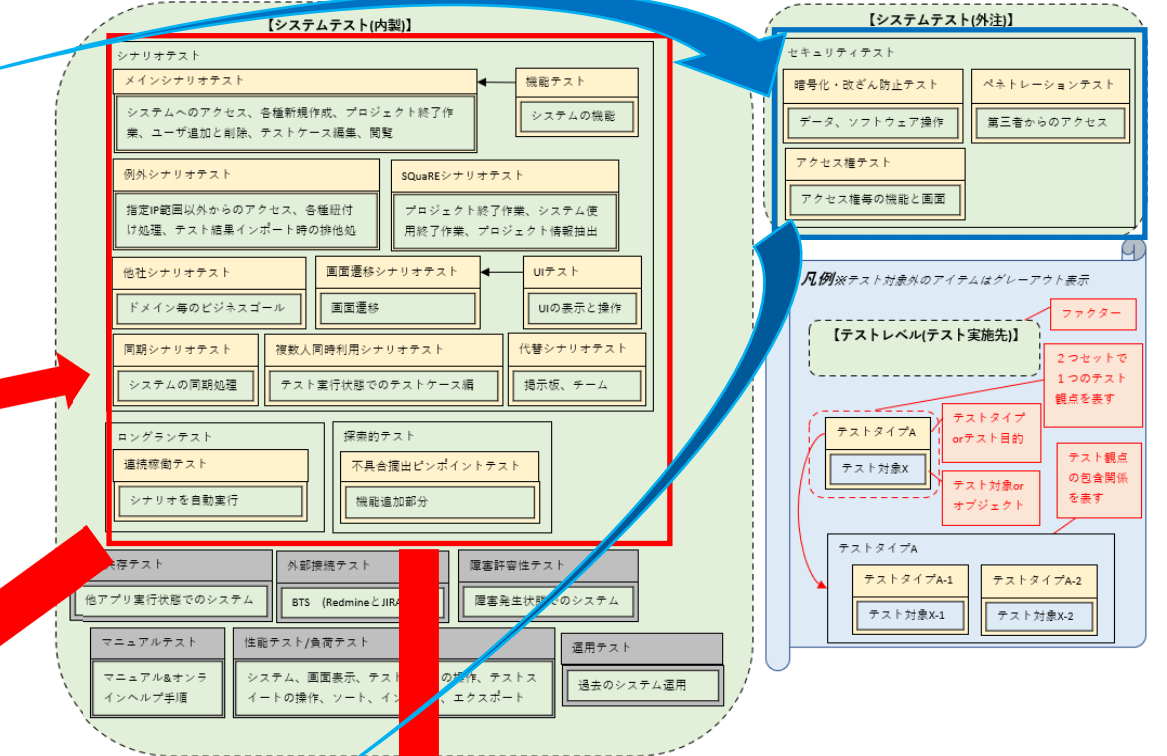 【システムテスト(内製)】
シナリオテスト
メインシナリオテスト
システムへのアクセス、各種新規作成、プロジェクト終了作
業、ユーザ追加と削除、テストケース編集、閲覧
機能テスト
システムの機能
例外シナリオテスト
指定IP範囲以外からのアクセス、各種紐付
け処理、テスト結果インポート時の排他処
SQuaREシナリオテスト
プロジェクト終了作業、システム使
用終了作業、プロジェクト情報抽出
他社シナリオテスト
ドメイン毎のビジネスゴール
画面遷移シナリオテスト
画面遷移
UIテスト
UIの表示と操作
同期シナリオテスト
システムの同期処理
複数人同時利用シナリオテスト
テスト実行状態でのテストケース編
代替シナリオテスト
掲示板、チーム
ロングランテスト
連続稼働テスト
シナリオを自動実行
探索的テスト
不具合摘出ピンポイントテスト
機能追加部分
存テスト
他アプリ実行状態でのシステム
外部接続テスト
BTS (RedmineとJIRA
障害許容性テスト
障害発生状態でのシステム
マニュアルテスト
マニュアル&オンラ
インヘルプ手順
性能テスト/負荷テスト
システム、画面表示、テスト の操作、テストス
イートの操作、ソート、イン 、エクスポート
運用テスト
過去のシステム運用
【システムテスト(外注)】
セキュリティテスト
暗号化・改ざん防止テスト
データ、ソフトウェア操作
ペネトレーションテスト
第三者からのアクセス
アクセス権テスト
アクセス権毎の機能と画面
凡例※テスト対象外のアイテムはグレーアウト表示
ファクター
【テストレベル(テスト実施先)】
2つセットで
1つのテスト
観点を表す
テストタイプA
テスト対象X
テストタイプ
orテスト目的
テスト対象or
オブジェクト
テスト観点
の包含関係
を表す
テストタイプA
テストタイプA-1
テスト対象X-1
テストタイプA-2
テスト対象X-2